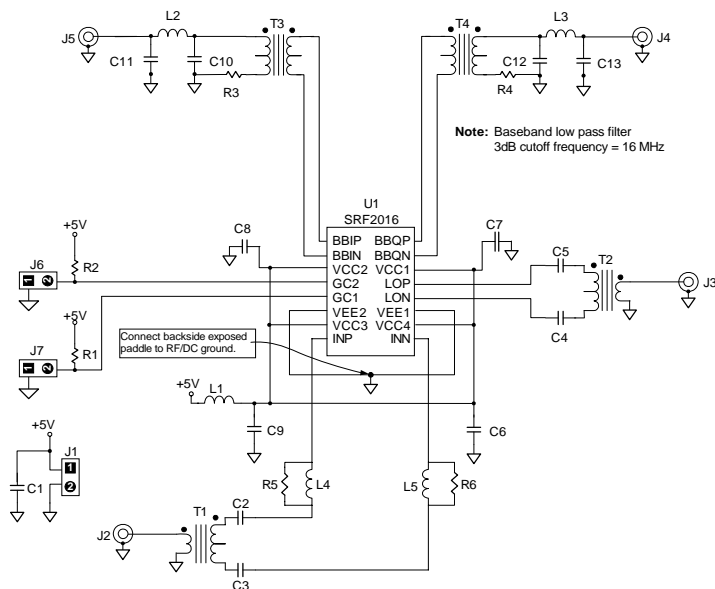 L2
T3
T4
L3
J5
J4
C11
C10
C12
C13
R3
R4
Note: Baseband low pass filter
3dB cutoff frequency = 16 MHz
U1
SRF2016
C8
C7
+5V
BBIP
BBQP
BBIN
BBQN
VCC2
VCC1
GC2
LOP
GC1
LON
VEE2
VEE1
VCC3
VCC4
INP
INN
C5
T2
J3
C4
J6
1
2
R2
+5V
J7
1
2
R1
Connect backside exposed
paddle to RF/DC ground.
+5V
L1
C9
C6
+5V
J1
1
2
C1
R5
L4
L5
R6
J2
T1
C2
C3